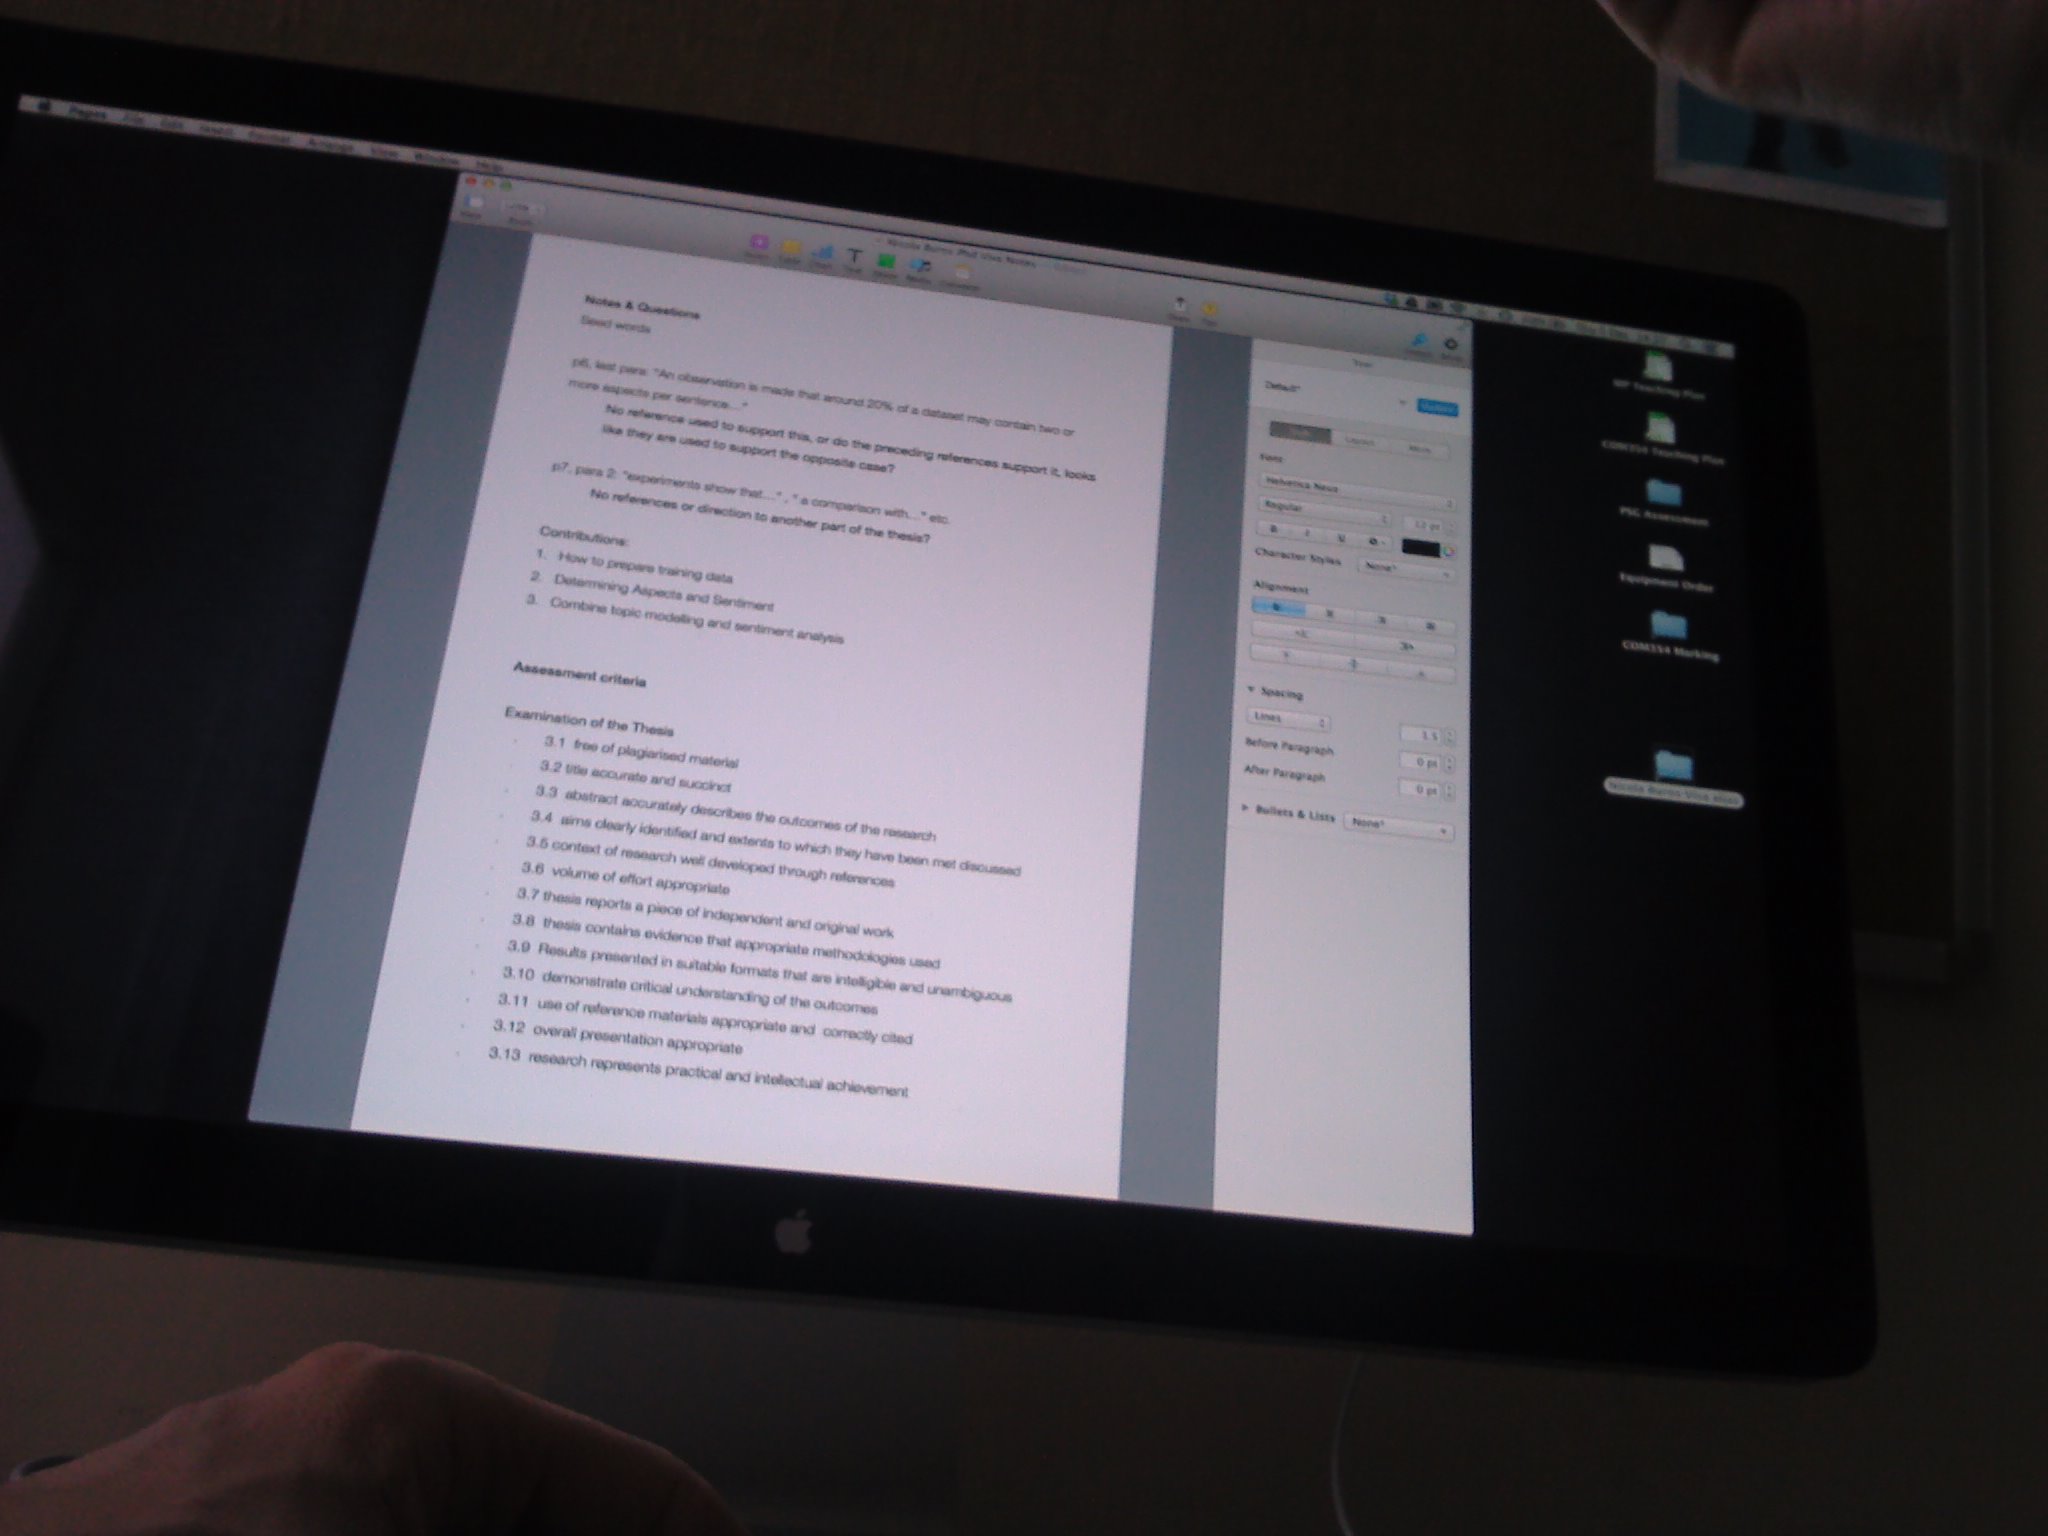 Pages File Edit Insert Format Arrange View Window Help
Nicola Burns Phd Viva Notes
Notes & Questions
Seed words
p6, last para: "An observation is made that around 20% of a dataset may contain two or
more aspects per sentence..."
No reference used to support this, or do the preceding references support it, looks
like they are used to support the opposite case?
p7, para 2: "experiments show that..." , " a comparison with..." etc.
No references or direction to another part of the thesis?
Contributions:
1. How to prepare training data
2. Determining Aspects and Sentiment
3. Combine topic modelling and sentiment analysis
Assessment criteria
Examination of the Thesis
3.1 free of plagiarised material
3.2 title accurate and succinct
3.3 abstract accurately describes the outcomes of the research
3.4 aims clearly identified and extents to which they have been met discussed
3.5 context of research well developed through references
3.6 volume of effort appropriate
3.7 thesis reports a piece of independent and original work
3.8 thesis contains evidence that appropriate methodologies used
3.9 Results presented in suitable formats that are intelligible and unambiguous
3.10 demonstrate critical understanding of the outcomes
3.11 use of reference materials appropriate and correctly cited
3.12 overall presentation appropriate
3.13 research represents practical and intellectual achievement
Text
Default*
Update
Style Layout More
Font
Helvetica Neue
Regular 12 pt
B I U
Character Styles None*
Alignment
Spacing
Lines 1.5
Before Paragraph 0 pt
After Paragraph 0 pt
Bullets & Lists None*
Teaching Plan
COM554 Teaching Plan
PSG Assessment
Equipment Order
COM554 Marking